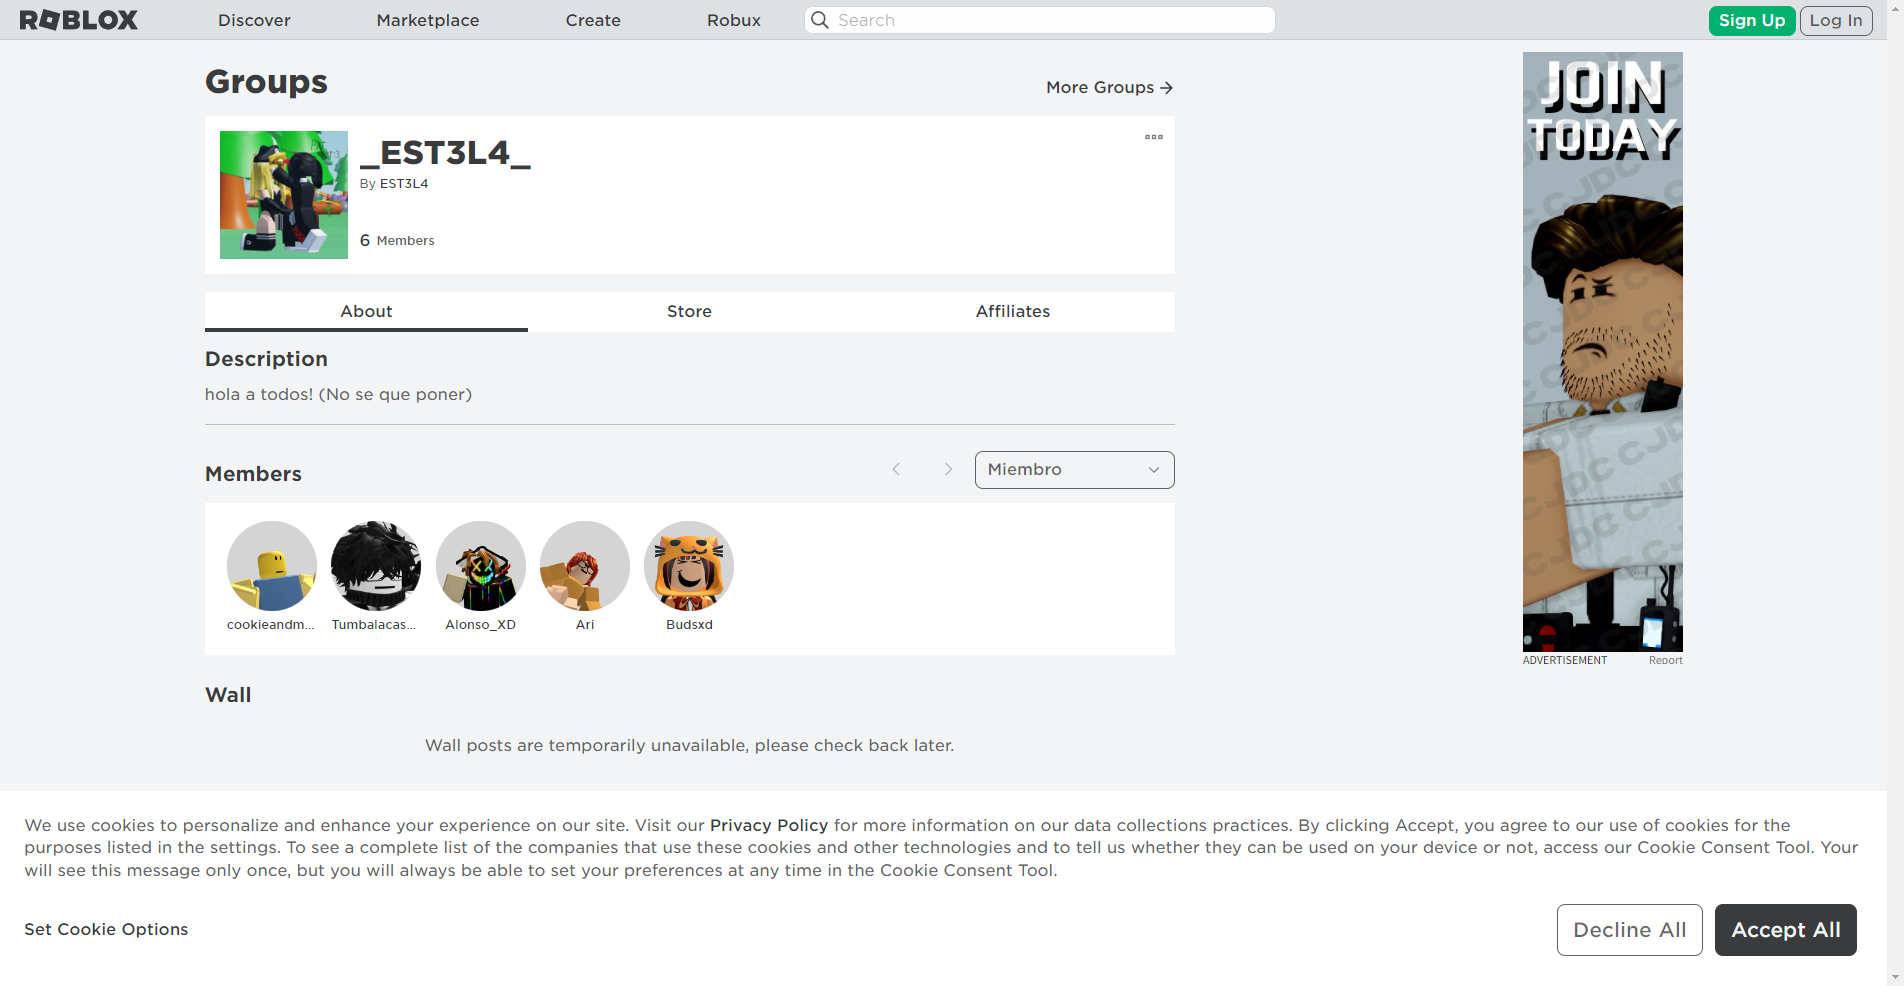 ROBLOX
Discover
Marketplace
Create
Robux
Search
Sign Up
Log In
Groups
More Groups
_EST3L4_
By EST3L4
6 Members
About
Store
Affiliates
Description
hola a todos! (No se que poner)
Members
Miembro
cookieandm...
Tumbalacas...
Alonso_XD
Ari
Budsxd
Wall
Wall posts are temporarily unavailable, please check back later.
JOIN
TODAY
ADVERTISEMENT
Report
We use cookies to personalize and enhance your experience on our site. Visit our Privacy Policy for more information on our data collections practices. By clicking Accept, you agree to our use of cookies for the
purposes listed in the settings. To see a complete list of the companies that use these cookies and other technologies and to tell us whether they can be used on your device or not, access our Cookie Consent Tool. Your
will see this message only once, but you will always be able to set your preferences at any time in the Cookie Consent Tool.
Set Cookie Options
Decline All
Accept All